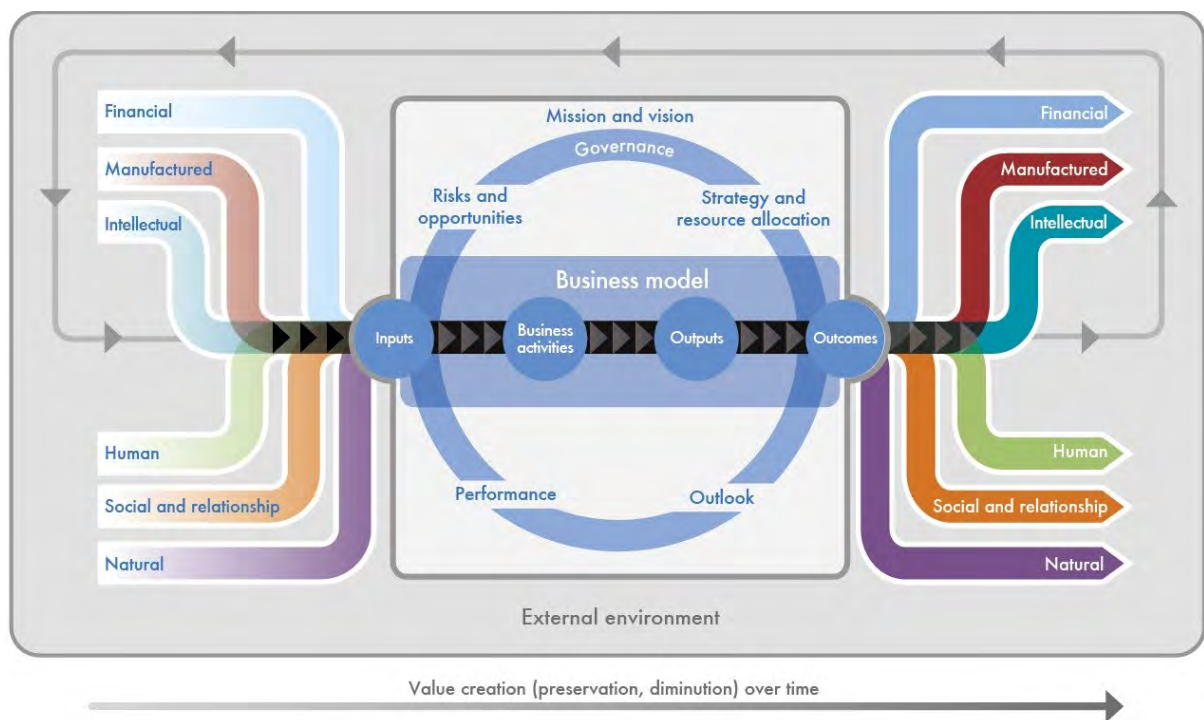 Financial
Manufactured
Intellectual
Human
Social and relationship
Natural
Mission and vision
Governance
Risks and
opportunities
Strategy and
resource allocation
Business model
Inputs
Business
activities
Outputs
Outcomes
Performance
Outlook
Financial
Manufactured
Intellectual
Human
Social and relationship
Natural
External environment
Value creation (preservation, diminution) over time